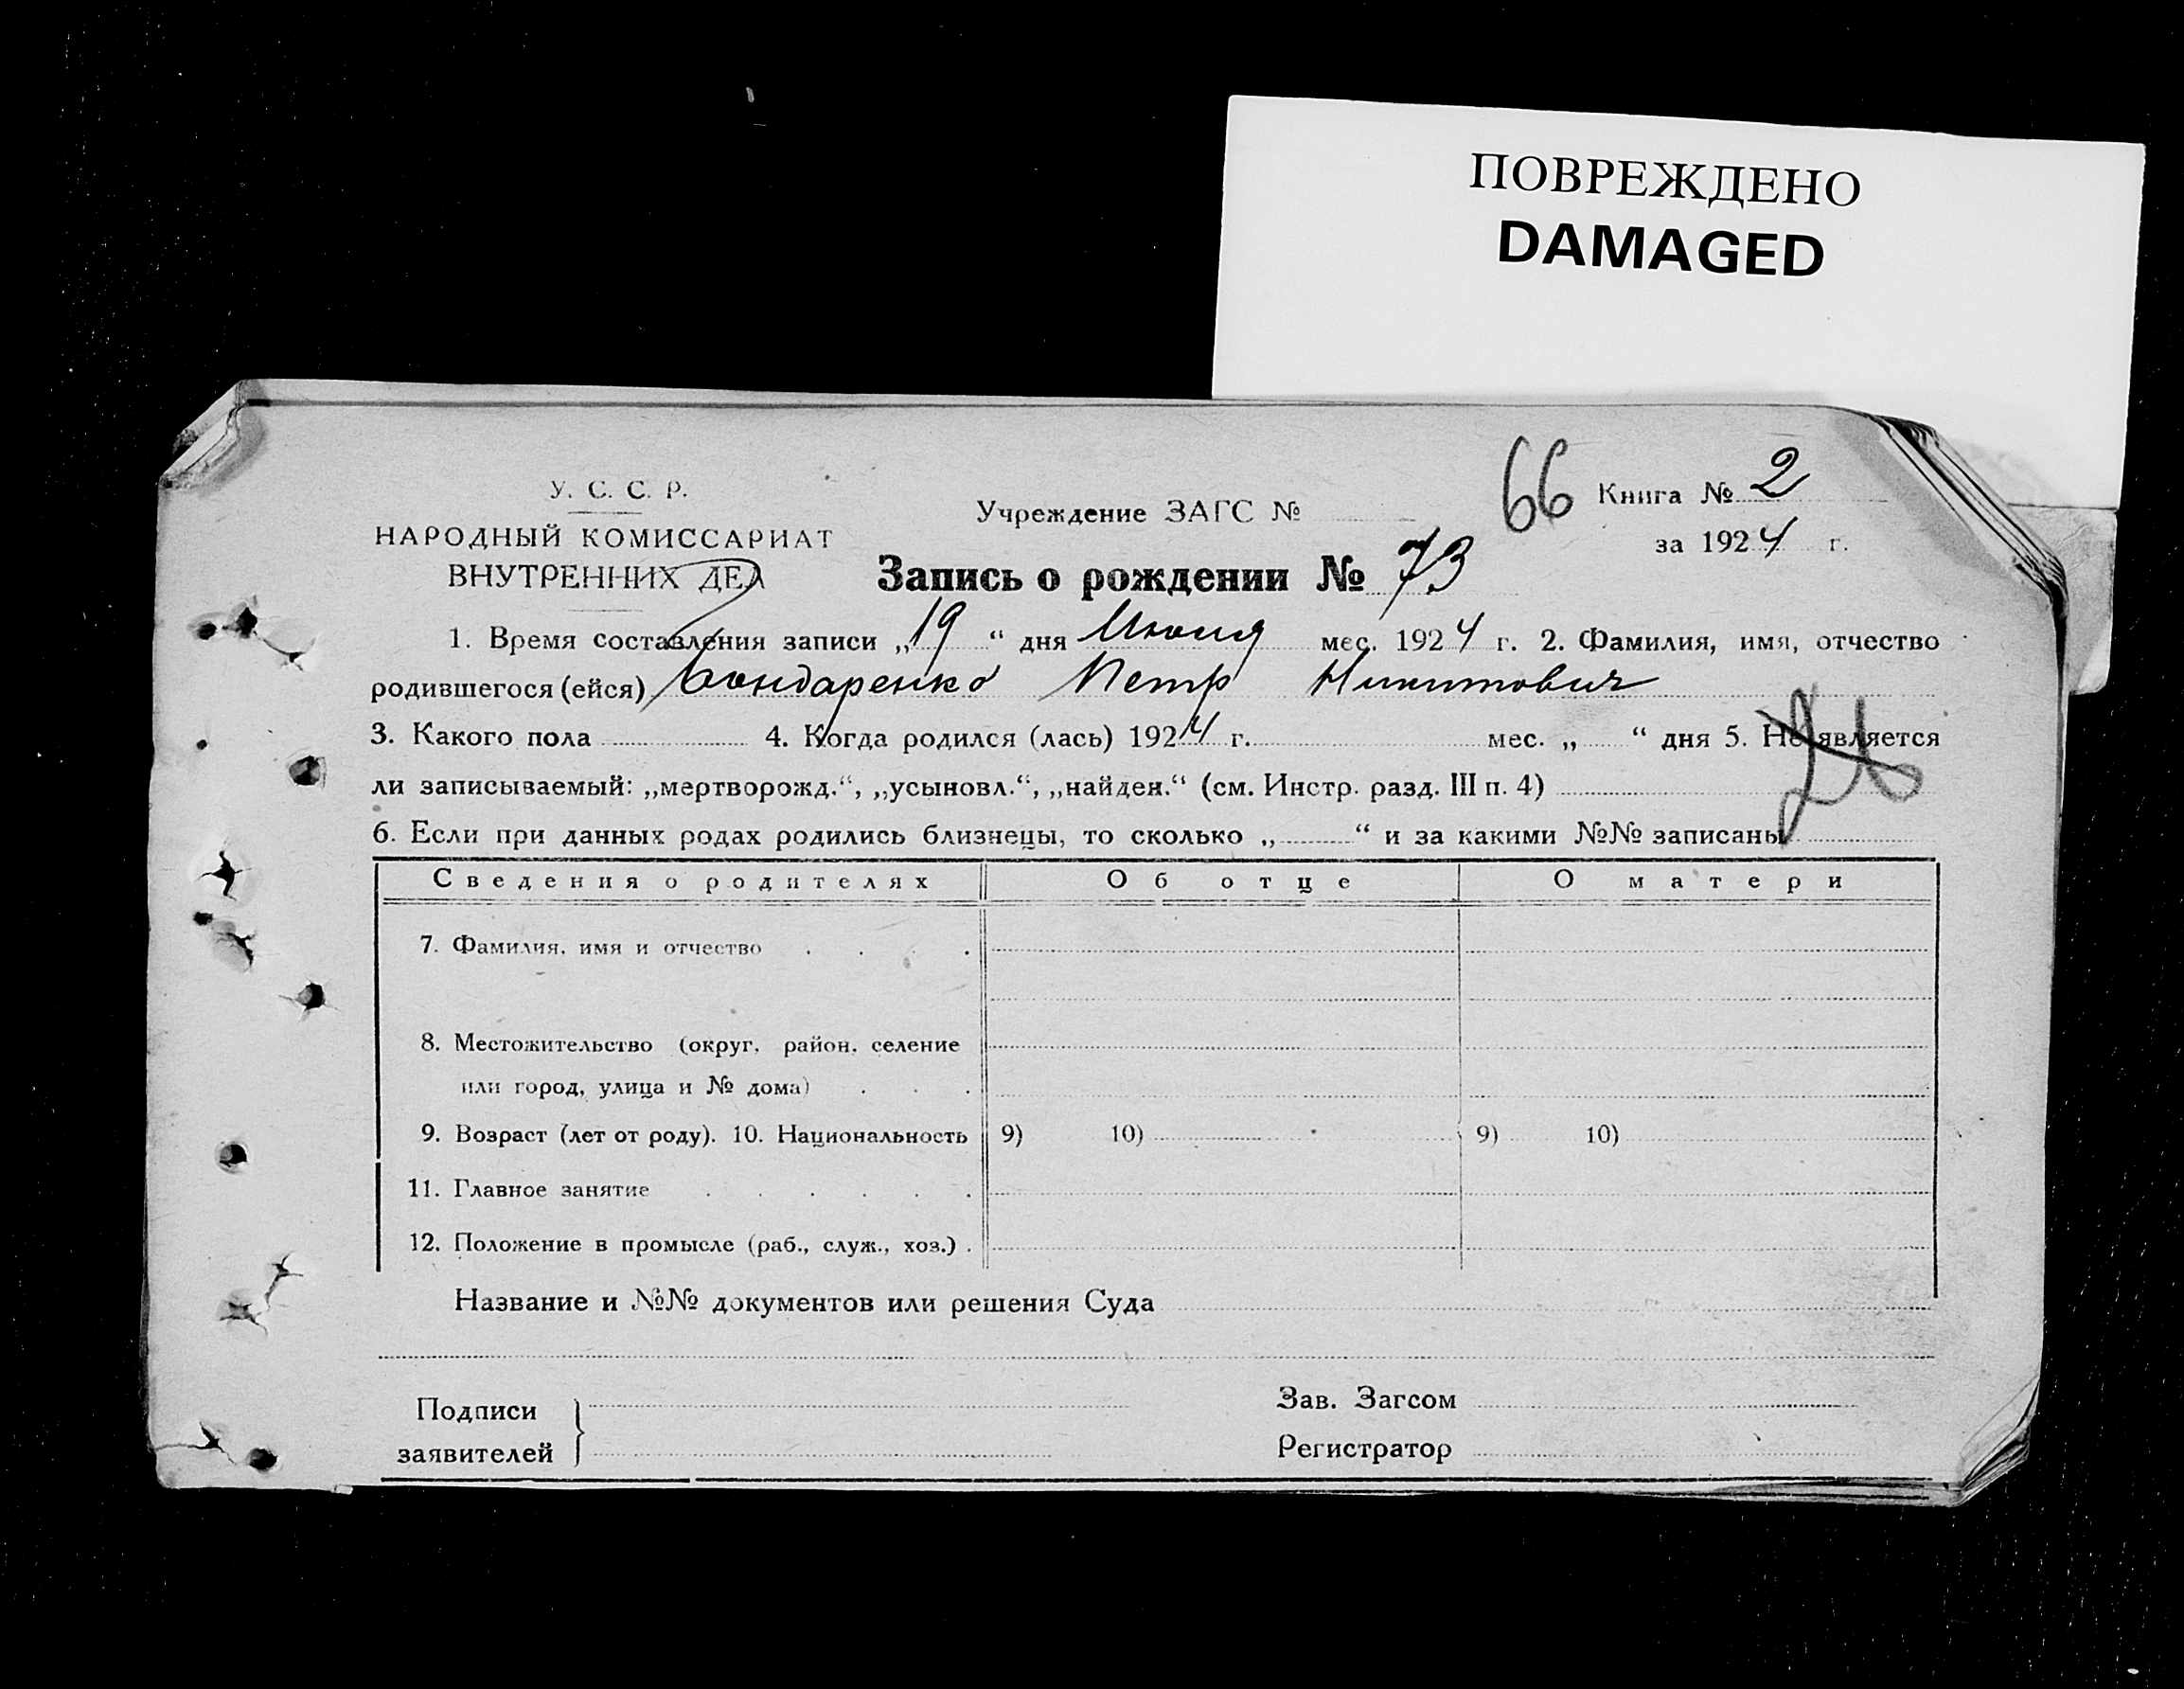 ПОВРЕЖДЕНО
DAMAGED
У. С. С. Р.
НАРОДНЫЙ КОМИССАРИАТ
ВНУТРЕННИХ ДЕЛ
Учреждение ЗАГС №
66
Книга № 2
за 1924 г.
Запись о рождении № 73
1. Время составления записи „19“ дня Июня мес. 1924 г. 2. Фамилия, имя, отчество
родившегося (ейся) Бондаренко Петр Никитович
3. Какого пола 4. Когда родился (лась) 1924 г. мес. „ “ дня 5. Не является
ли записываемый: „мертворожд.“, „усыновл.“, „найден.“ (см. Инстр. разд. III п. 4)
6. Если при данных родах родились близнецы, то сколько „ “ и за какими №№ записаны
Сведения о родителях Об отце О матери
7. Фамилия, имя и отчество . . .
8. Местожительство (округ, район, селение
или город, улица и № дома) . . .
9. Возраст (лет от роду). 10. Национальность 9) 10) 9) 10)
11. Главное занятие . . . . . .
12. Положение в промысле (раб., служ., хоз.) .
Название и №№ документов или решения Суда
Подписи
заявителей
Зав. Загсом
Регистратор